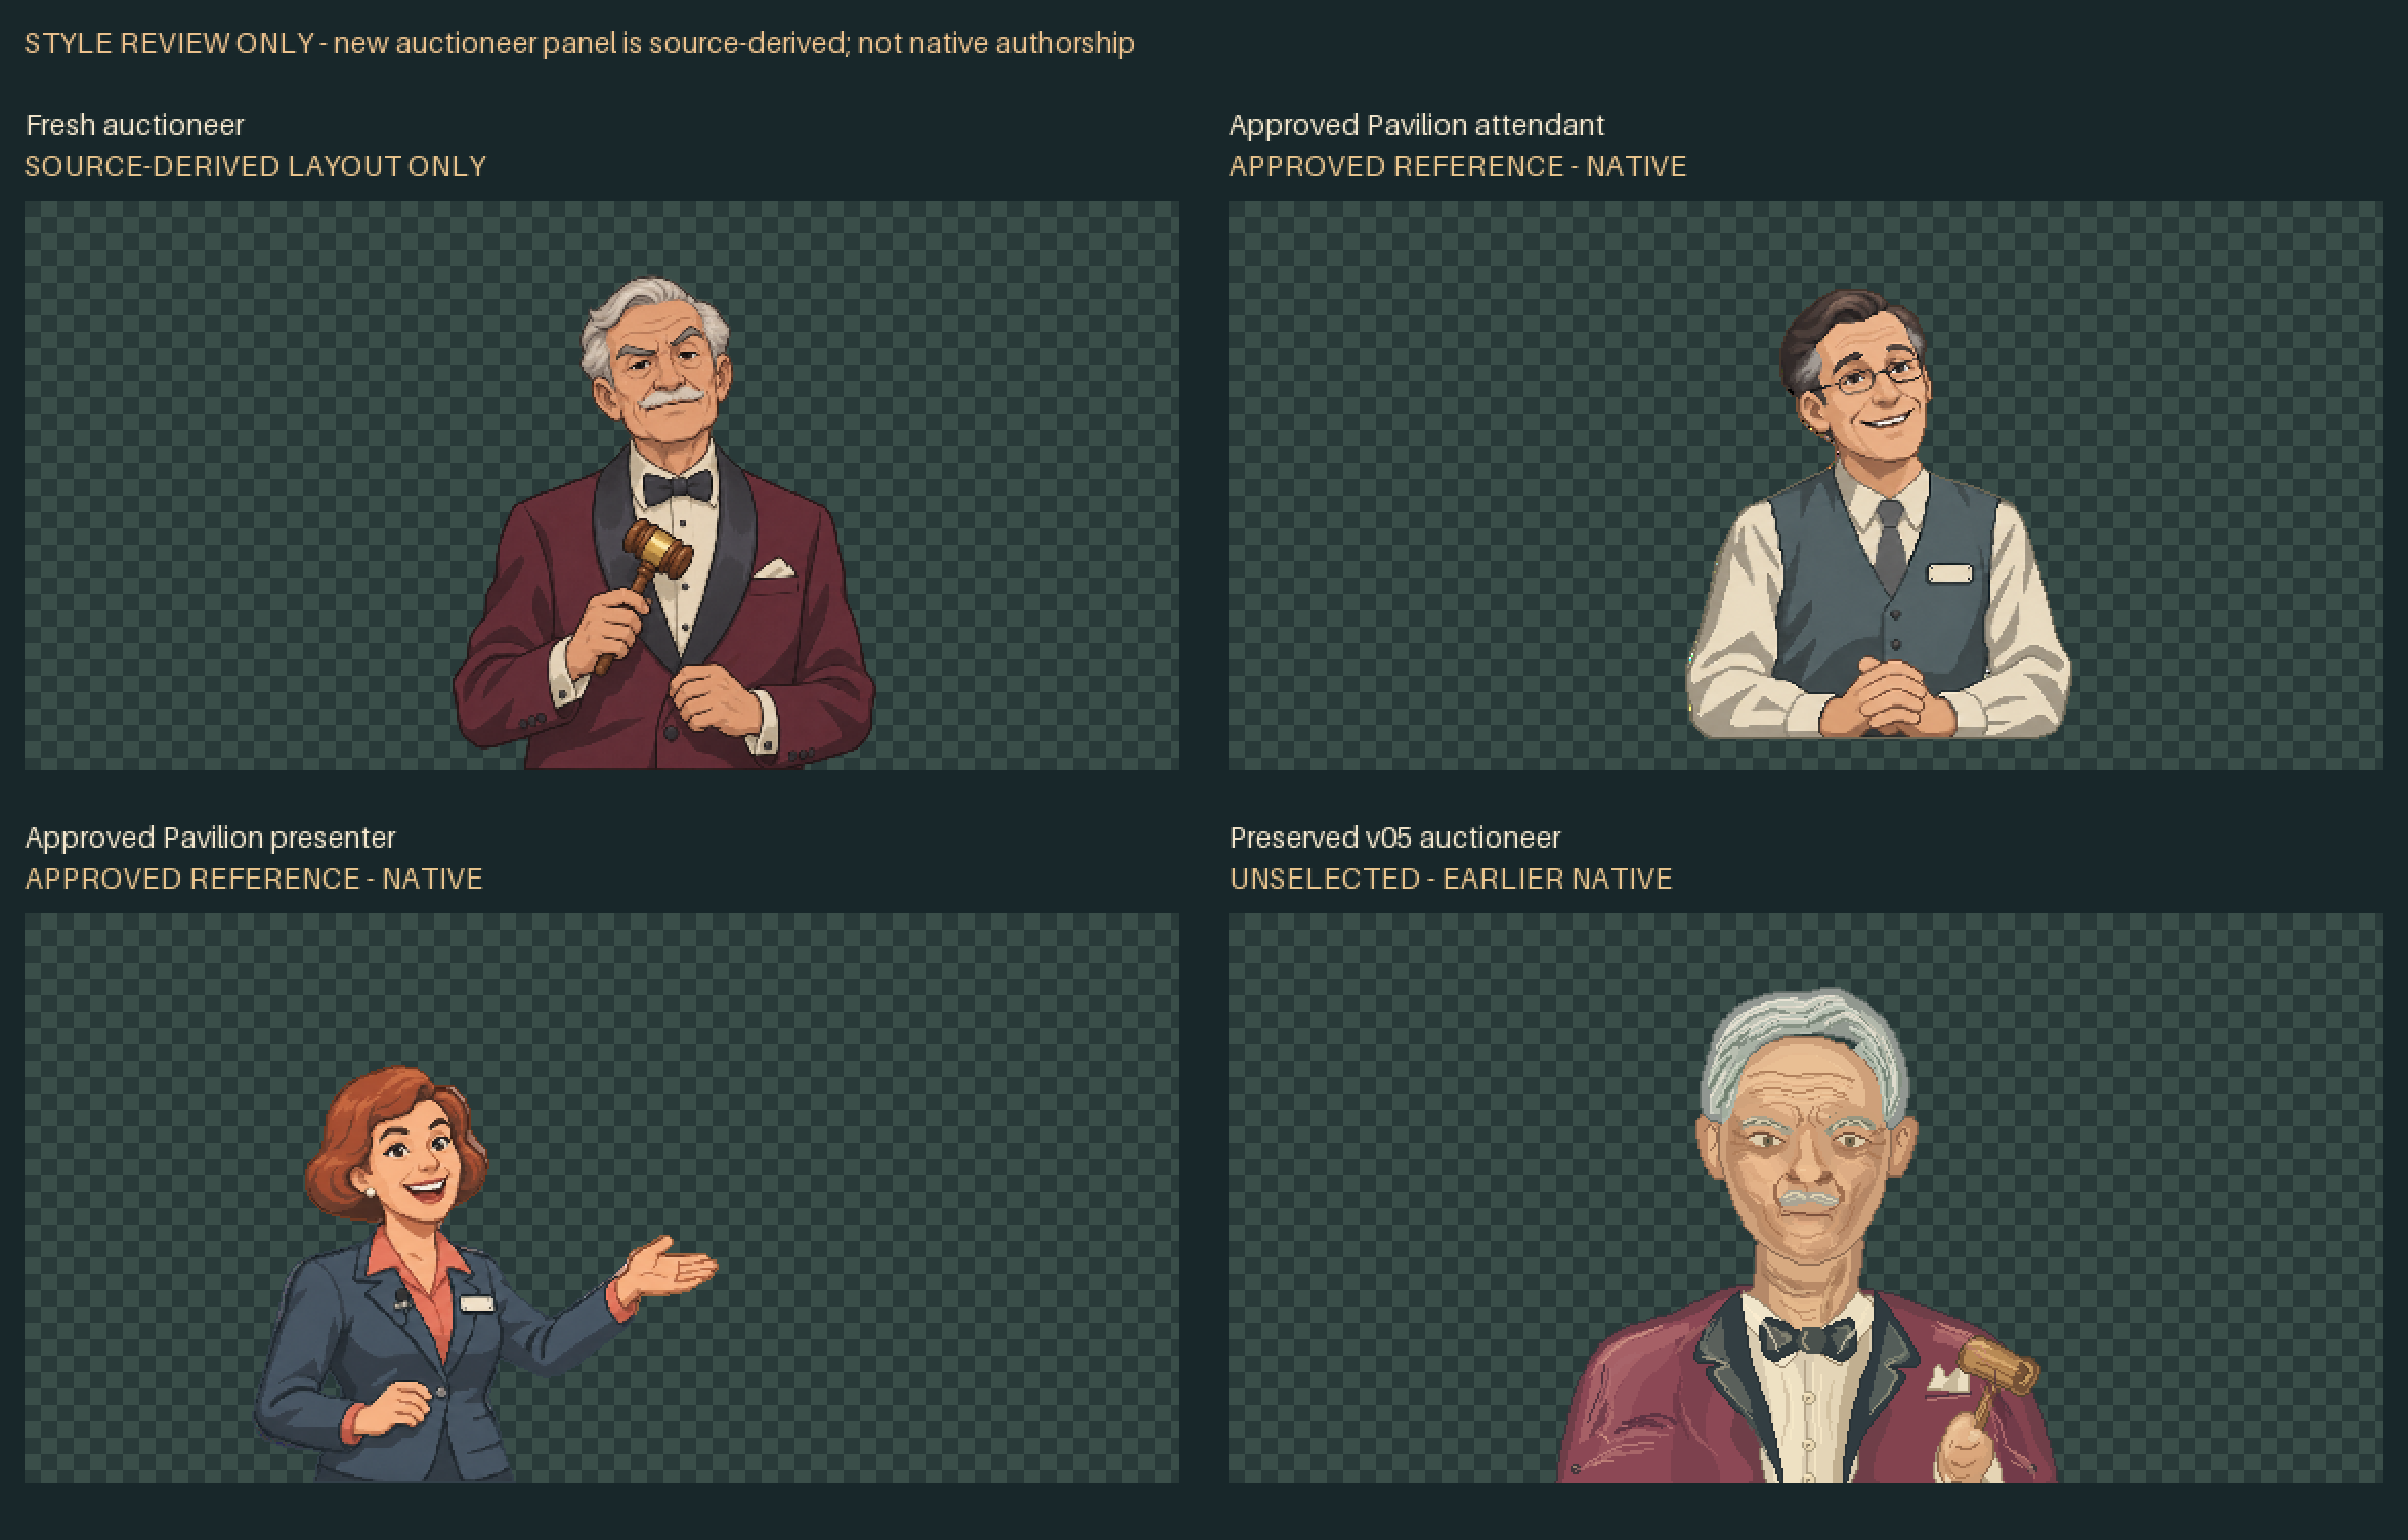 STYLE REVIEW ONLY - new auctioneer panel is source-derived; not native authorship
Fresh auctioneer
SOURCE-DERIVED LAYOUT ONLY
Approved Pavilion attendant
APPROVED REFERENCE - NATIVE
Approved Pavilion presenter
APPROVED REFERENCE - NATIVE
Preserved v05 auctioneer
UNSELECTED - EARLIER NATIVE